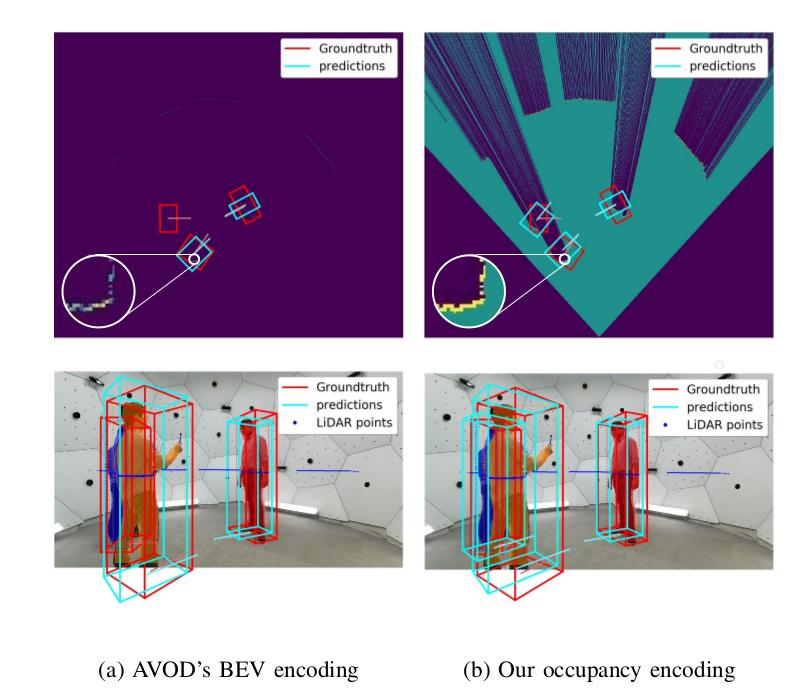 Groundtruth
predictions
Groundtruth
predictions
Groundtruth
predictions
LiDAR points
Groundtruth
predictions
LiDAR points
(a) AVOD's BEV encoding
(b) Our occupancy encoding